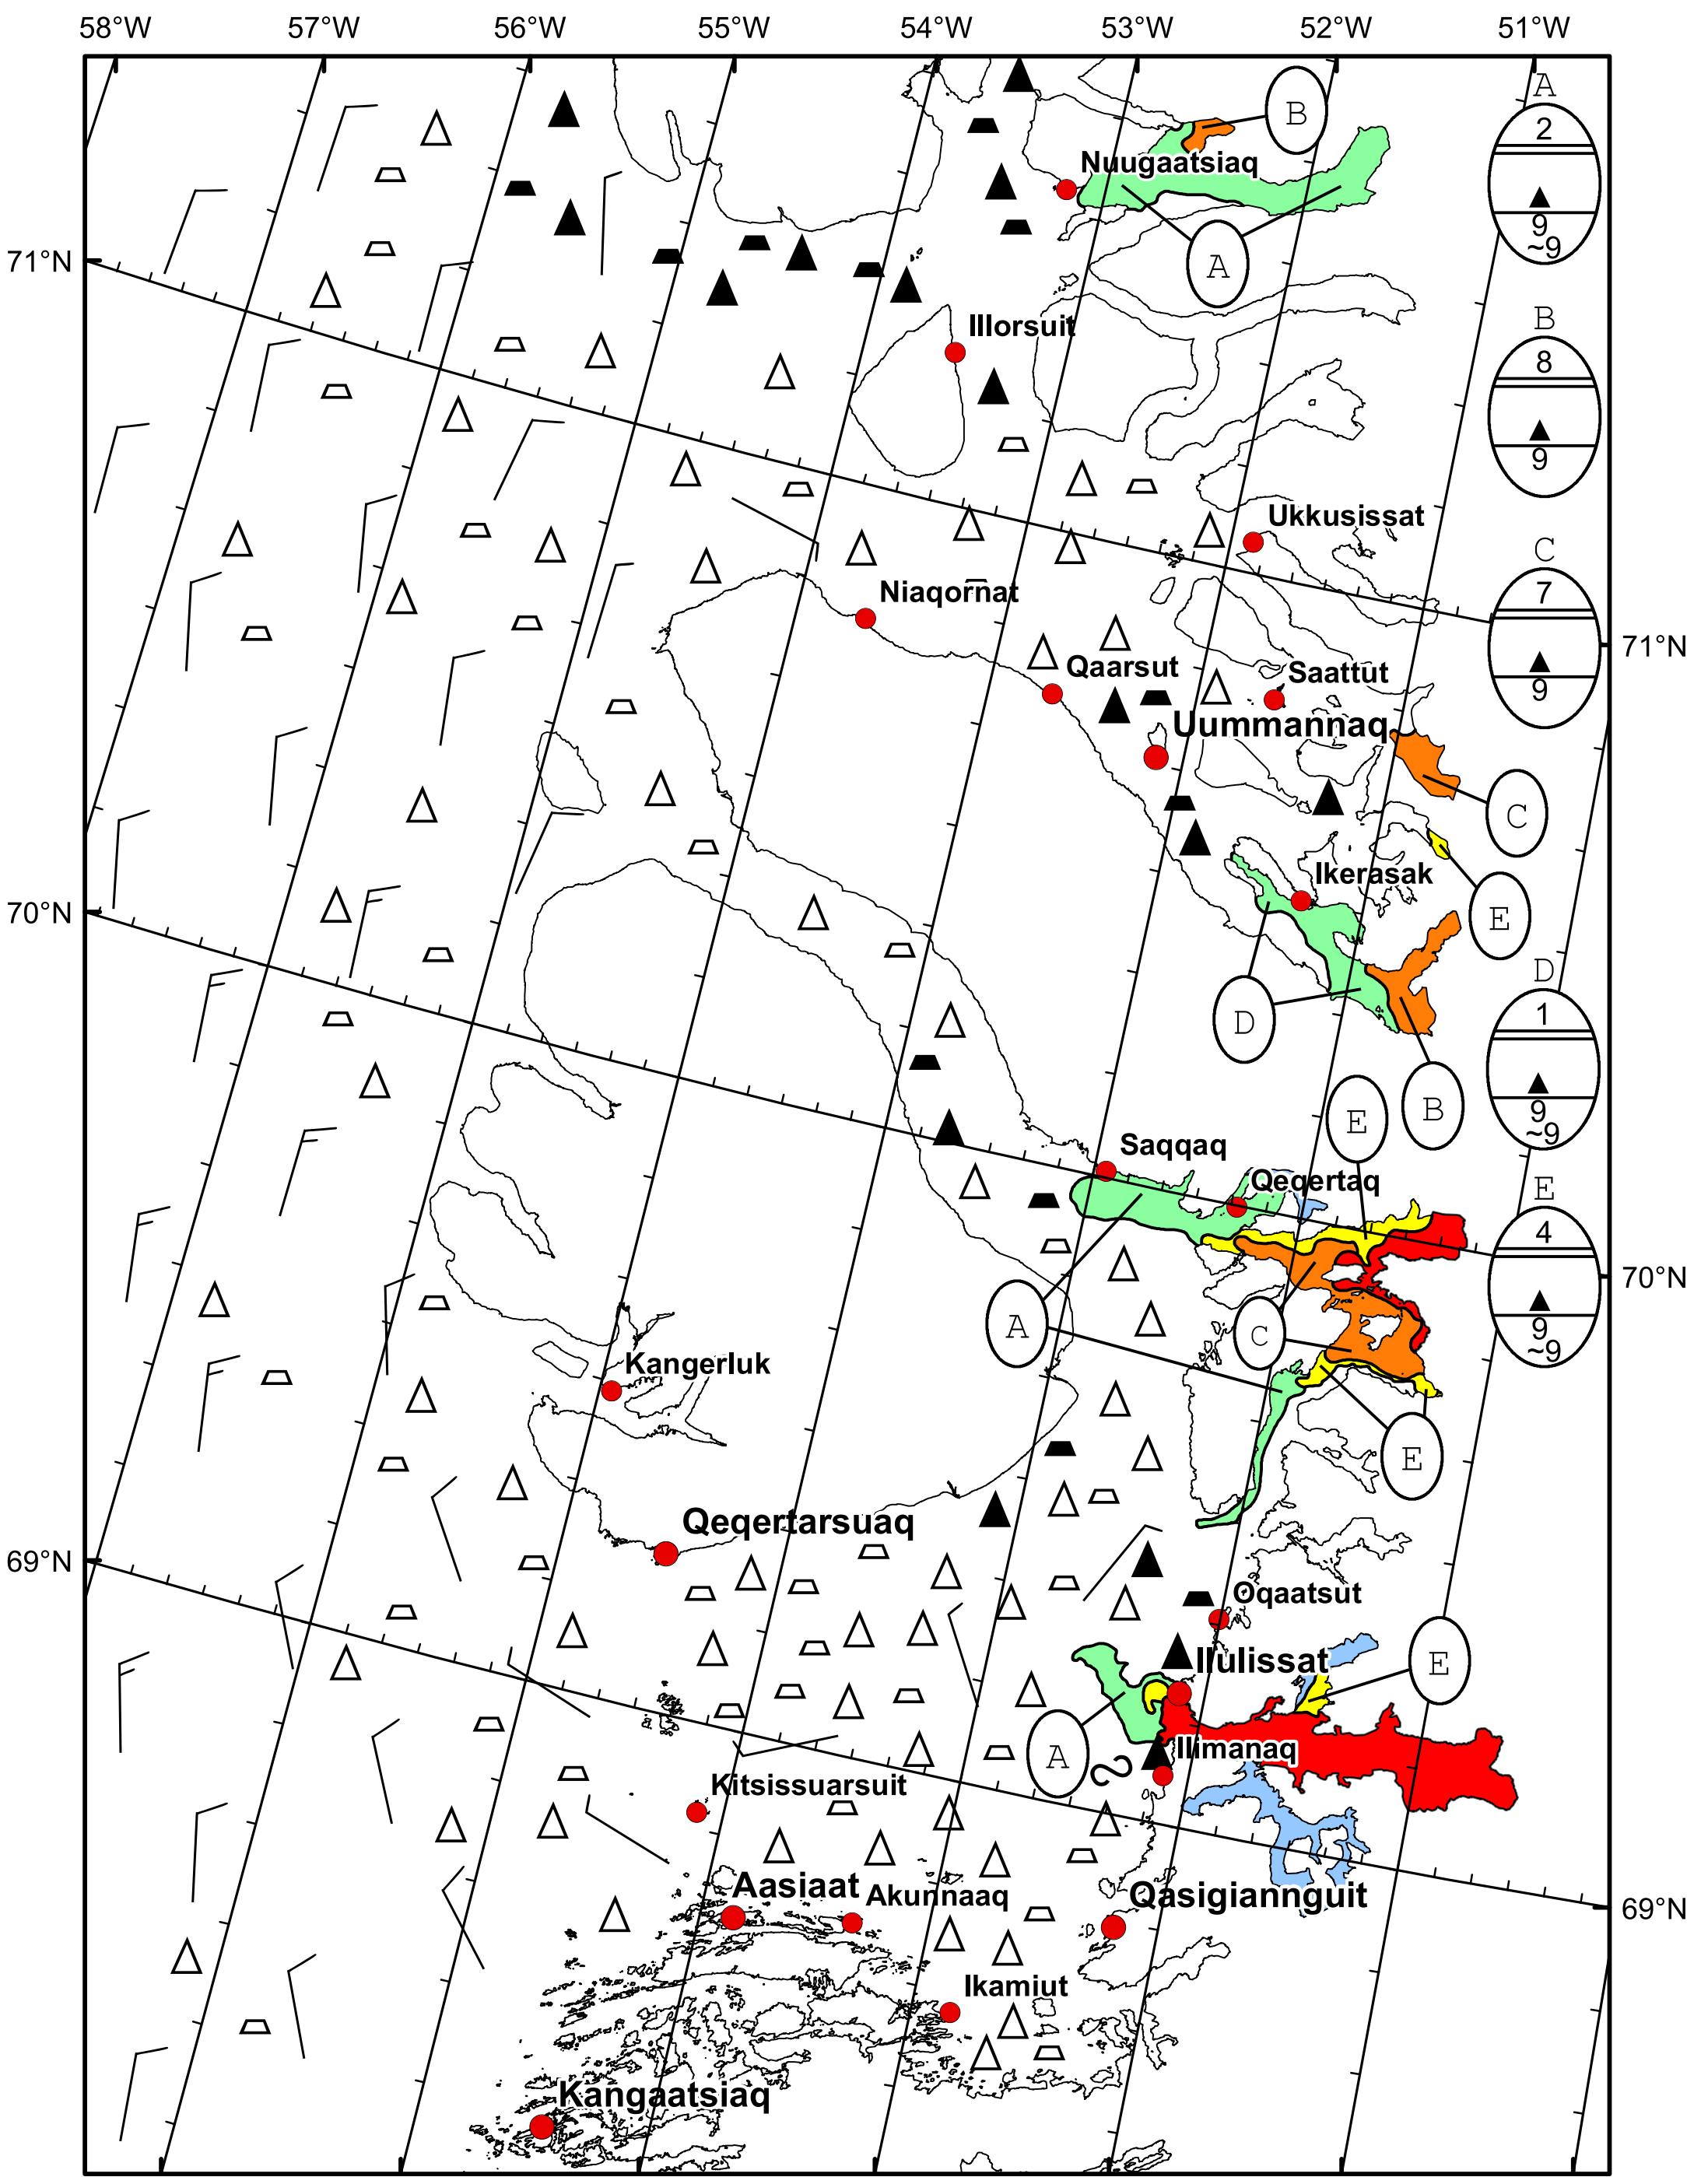 58°W 57°W 56°W 55°W 54°W 53°W 52°W 51°W
A
2
9
~9
B
Nuugaatsiaq
A
71°N
Illorsuit
B
8
9
Ukkusissat
C
7
9
Niaqornat
Qaarsut
Saattut
71°N
Uummannaq
C
Ikerasak
E
70°N
D
1
9
~9
D
B
E
Saqqaq
Qeqertaq
E
4
9
~9
70°N
A
C
Kangerluk
E
Qeqertarsuaq
69°N
Oqaatsut
Ilulissat
E
A
Ilimanaq
Kitsissuarsuit
Aasiaat
Akunnaaq
Qasigiannguit
69°N
Ikamiut
Kangaatsiaq